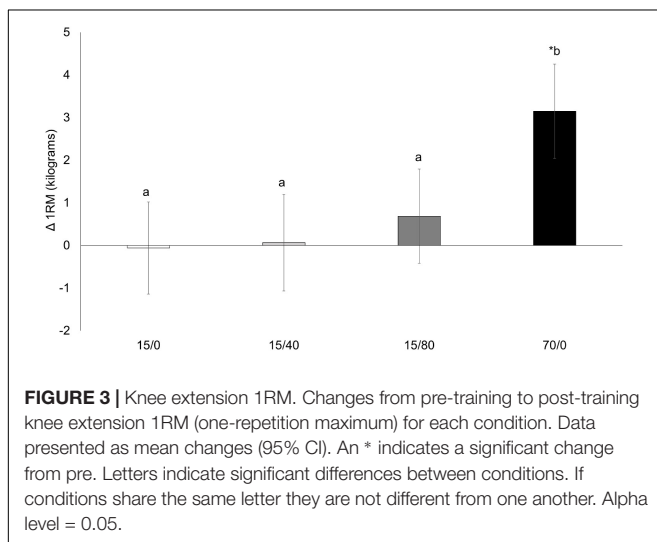 5
*b
4
3
Δ 1RM (kilograms)
2
a
a
a
1
0
-1
-2
15/0
15/40
15/80
70/0
FIGURE 3 | Knee extension 1RM. Changes from pre-training to post-training
knee extension 1RM (one-repetition maximum) for each condition. Data
presented as mean changes (95% CI). An * indicates a significant change
from pre. Letters indicate significant differences between conditions. If
conditions share the same letter they are not different from one another. Alpha
level = 0.05.